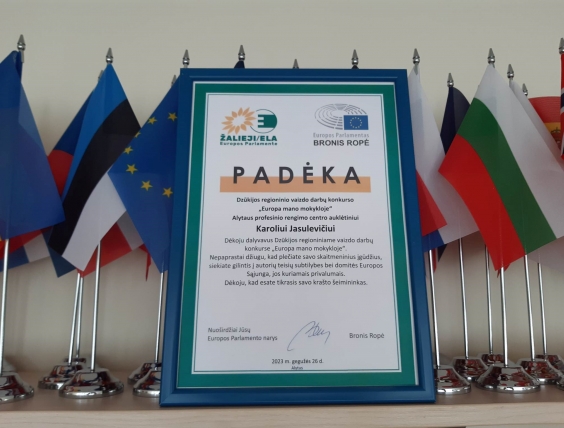 ŽALIEJI/ELA
Europos Parlamente
Europos Parlamentas
BRONIS ROPĖ
PADĖKA
Dzūkijos regioninio vaizdo darbų konkurso
„Europa mano mokykloje“
Alytaus profesinio rengimo centro auklėtiniui
Karoliui Jasulevičiui
Dėkoju dalyvavus Dzūkijos regioniniame vaizdo darbų
konkurse „Europa mano mokykloje“.
Nepaprastai džiugu, kad plečiate savo skaitmeninius įgūdžius,
siekiate gilintis į autorių teisių subtilybes bei domitės Europos
Sąjunga, jos kuriamais privalumais.
Dėkoju, kad esate tikrasis savo krašto šeimininkas.
Nuoširdžiai Jūsų
Europos Parlamento narys
Bronis Ropė
2023 m. gegužės 26 d.
Alytus